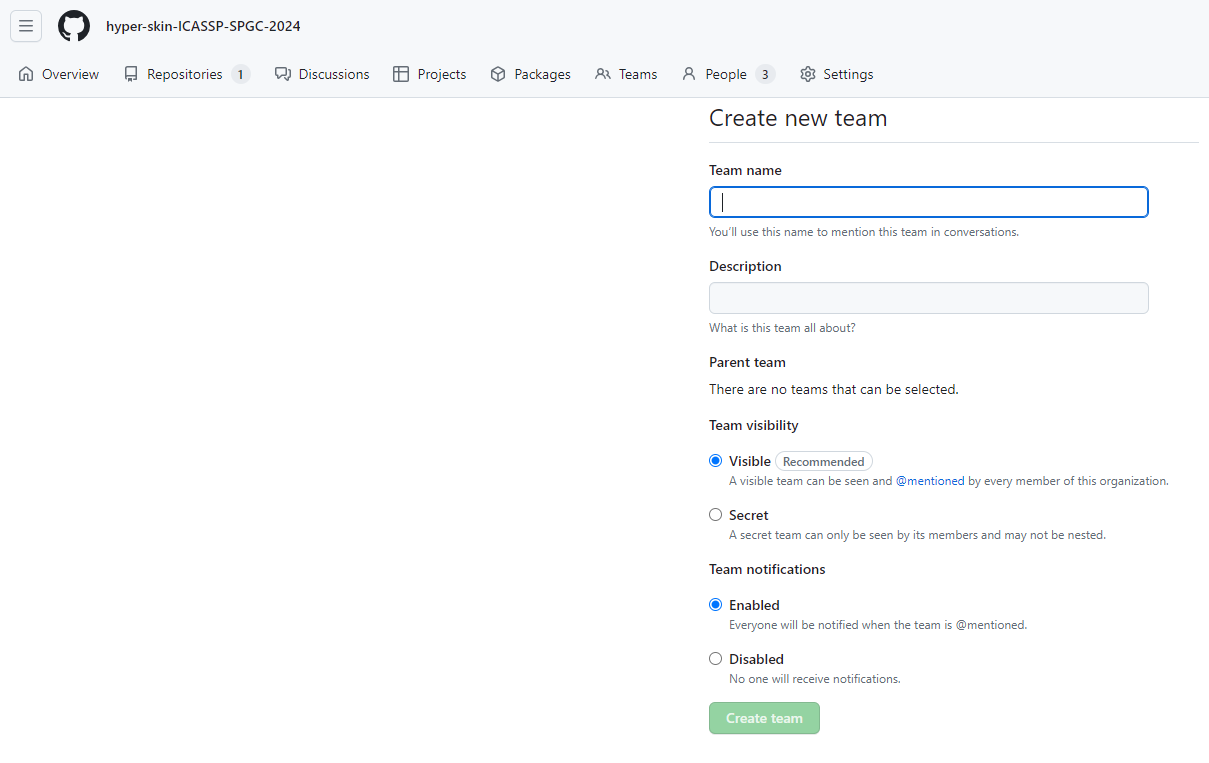 hyper-skin-ICASSP-SPGC-2024
Overview Repositories 1 Discussions Projects Packages Teams People 3 Settings
Create new team
Team name
You’ll use this name to mention this team in conversations.
Description
What is this team all about?
Parent team
There are no teams that can be selected.
Team visibility
Visible Recommended
A visible team can be seen and @mentioned by every member of this organization.
Secret
A secret team can only be seen by its members and may not be nested.
Team notifications
Enabled
Everyone will be notified when the team is @mentioned.
Disabled
No one will receive notifications.
Create team